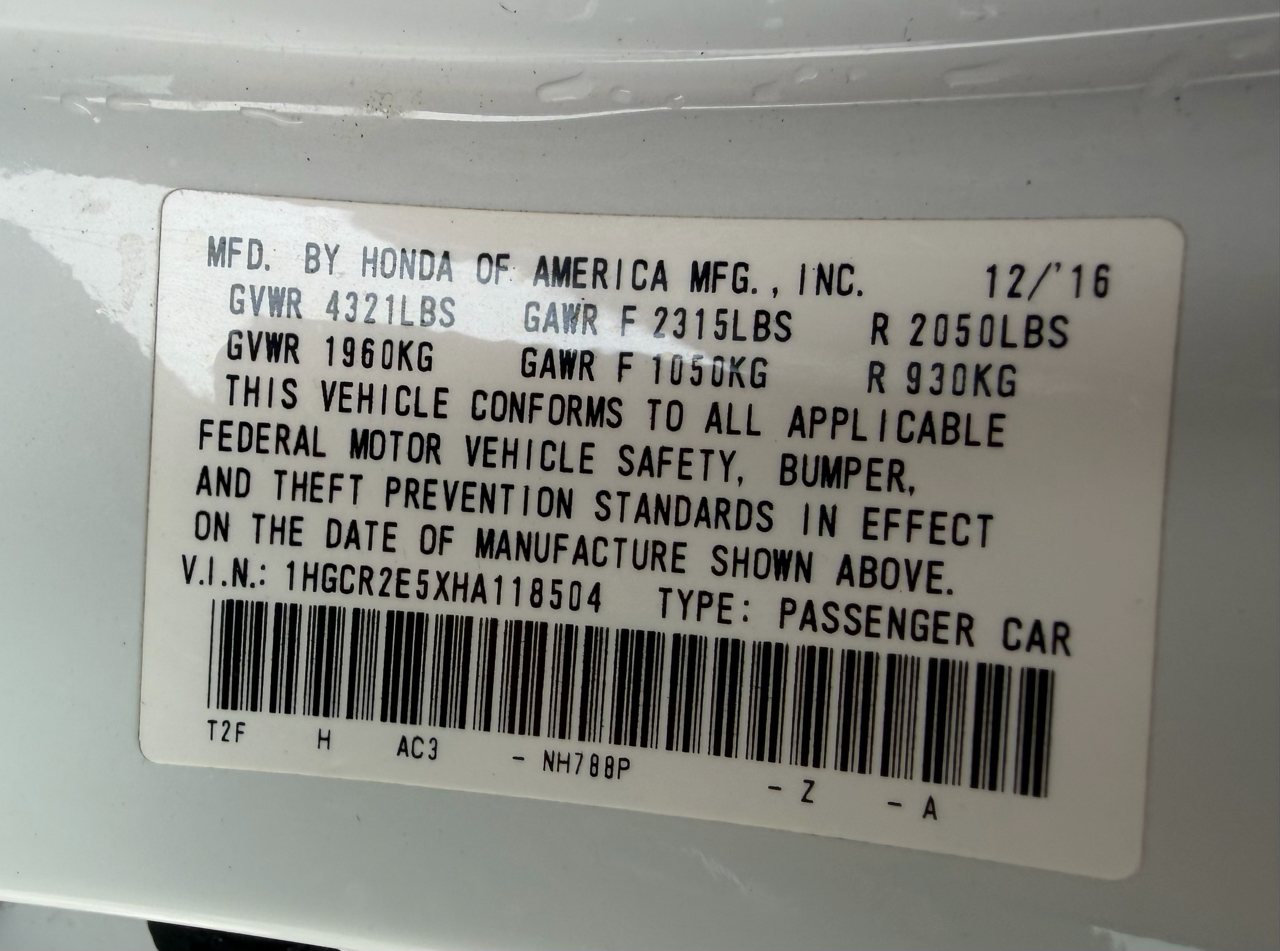 MFD. BY HONDA OF AMERICA MFG., INC. 12/'16
GVWR 4321LBS GAWR F 2315LBS R 2050LBS
GVWR 1960KG GAWR F 1050KG R 930KG
THIS VEHICLE CONFORMS TO ALL APPLICABLE
FEDERAL MOTOR VEHICLE SAFETY, BUMPER,
AND THEFT PREVENTION STANDARDS IN EFFECT
ON THE DATE OF MANUFACTURE SHOWN ABOVE.
V.I.N.: 1HGCR2E5XHA118504 TYPE: PASSENGER CAR
T2F H AC3 - NH788P - Z - A